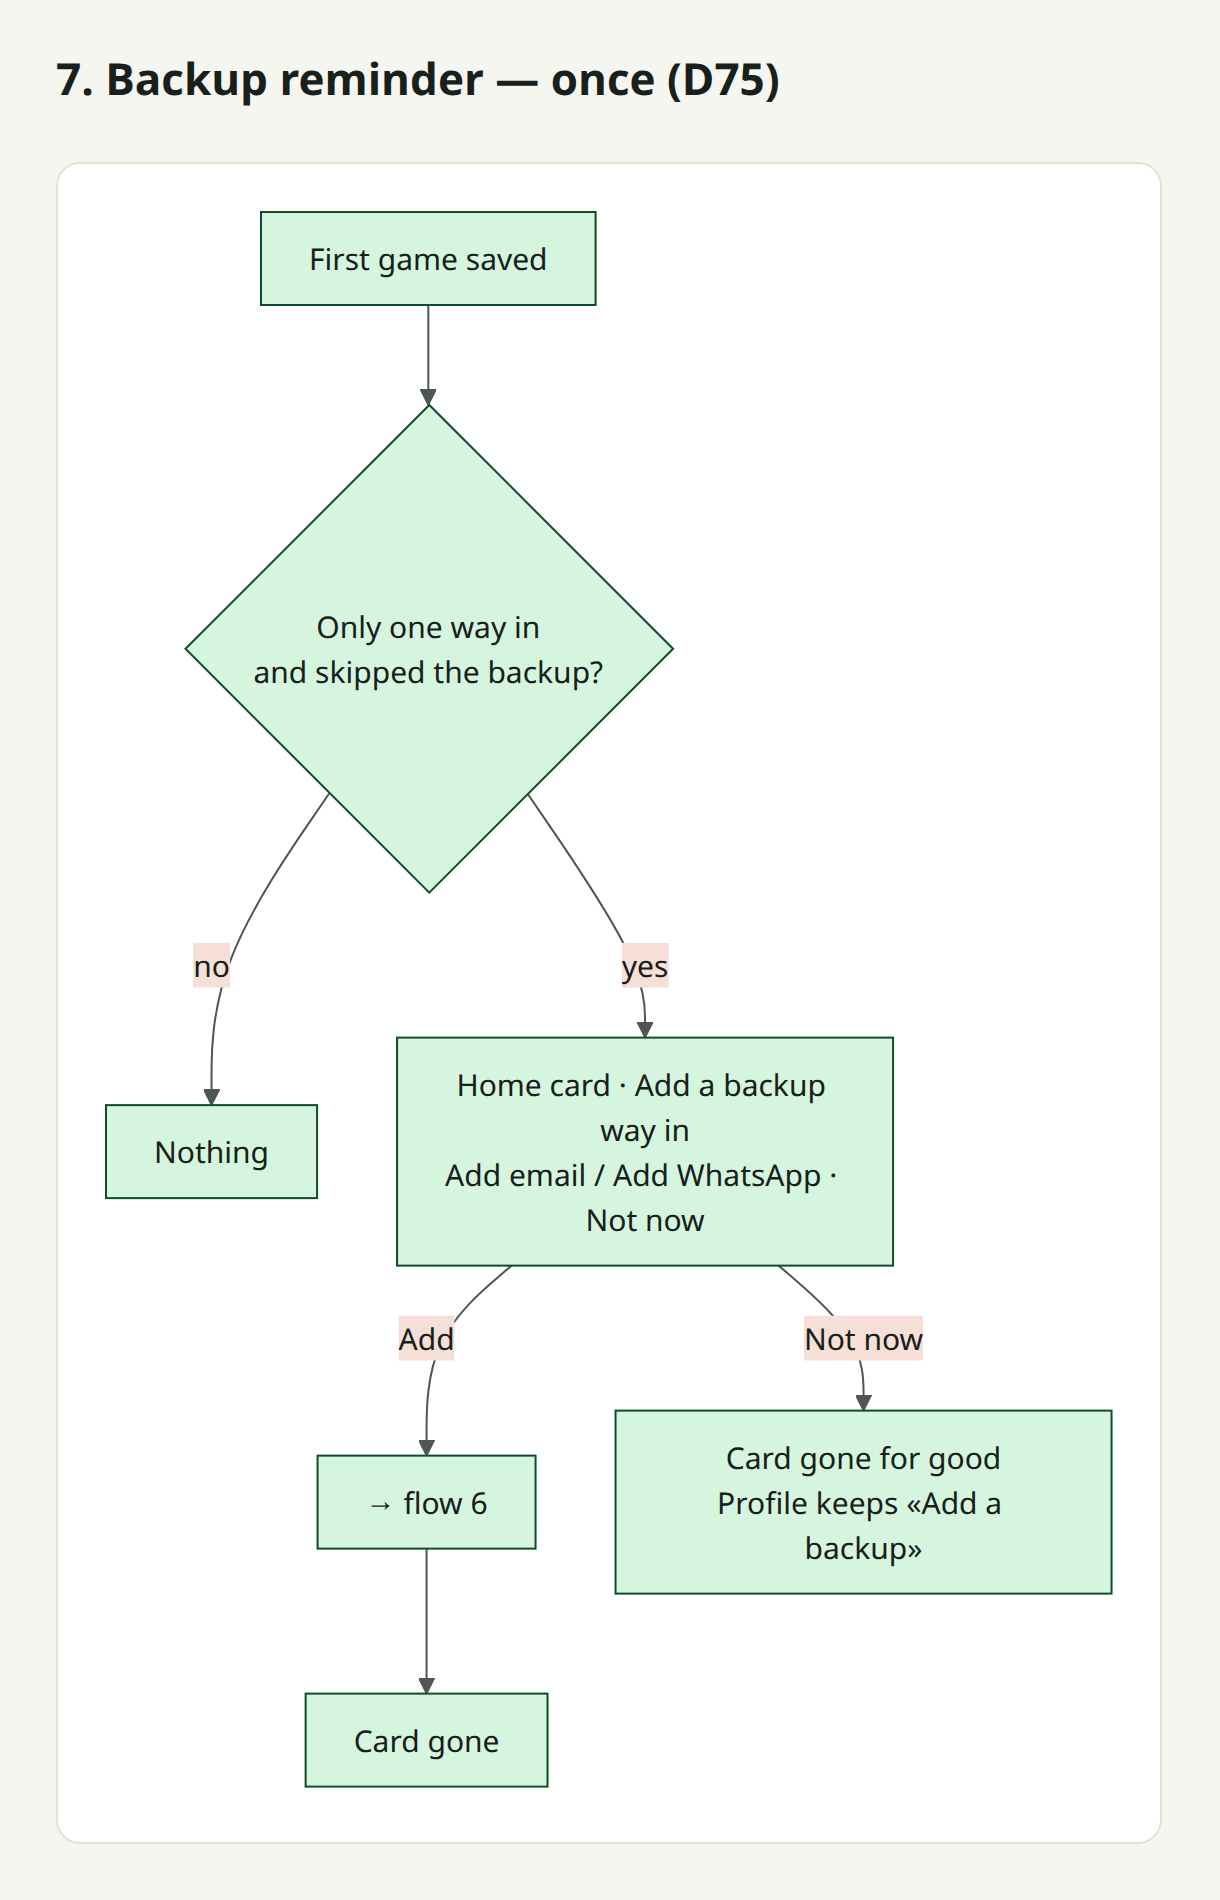 7. Backup reminder — once (D75)
First game saved
Only one way in
and skipped the backup?
no
yes
Nothing
Home card · Add a backup
way in
Add email / Add WhatsApp ·
Not now
Add
Not now
→ flow 6
Card gone for good
Profile keeps «Add a
backup»
Card gone